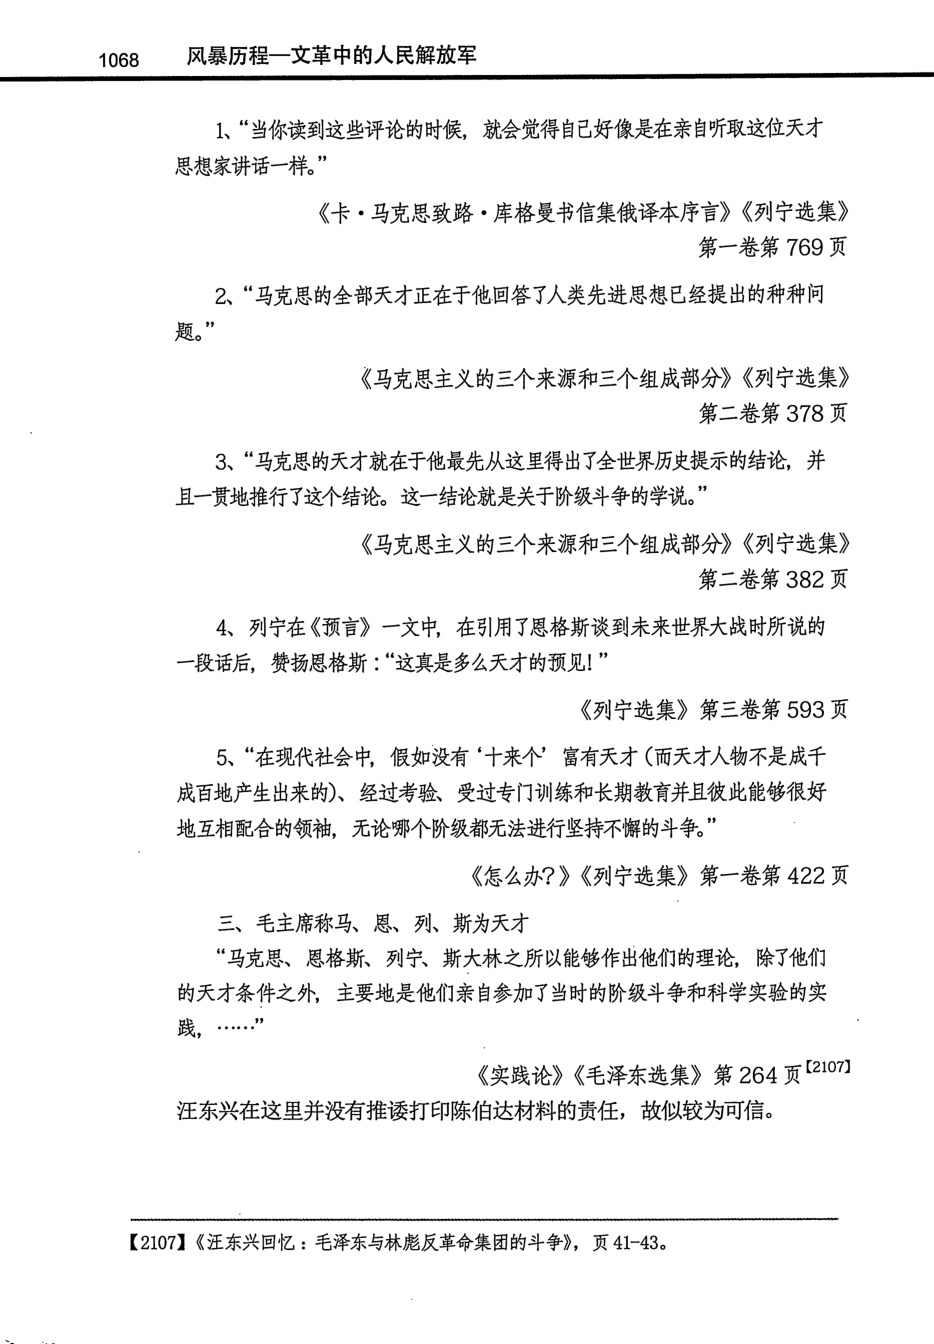 1068 风暴历程—文革中的人民解放军
1、“当你读到这些评论的时候，就会觉得自己好像是在亲自听取这位天才
思想家讲话一样。”
《卡·马克思致路·库格曼书信集俄译本序言》《列宁选集》
第一卷第 769 页
2、“马克思的全部天才正在于他回答了人类先进思想已经提出的种种问
题。”
《马克思主义的三个来源和三个组成部分》《列宁选集》
第二卷第 378 页
3、“马克思的天才就在于他最先从这里得出了全世界历史提示的结论，并
且一贯地推行了这个结论。这一结论就是关于阶级斗争的学说。”
《马克思主义的三个来源和三个组成部分》《列宁选集》
第二卷第 382 页
4、列宁在《预言》一文中，在引用了恩格斯谈到未来世界大战时所说的
一段话后，赞扬恩格斯：“这真是多么天才的预见！”
《列宁选集》第三卷第 593 页
5、“在现代社会中，假如没有‘十来个’富有天才（而天才人物不是成千
成百地产生出来的）、经过考验、受过专门训练和长期教育并且彼此能够很好
地互相配合的领袖，无论哪个阶级都无法进行坚持不懈的斗争。”
《怎么办？》《列宁选集》第一卷第 422 页
三、毛主席称马、恩、列、斯为天才
“马克思、恩格斯、列宁、斯大林之所以能够作出他们的理论，除了他们
的天才条件之外，主要地是他们亲自参加了当时的阶级斗争和科学实验的实
践，……”
《实践论》《毛泽东选集》第 264 页【2107】
汪东兴在这里并没有推诿打印陈伯达材料的责任，故似较为可信。
【2107】《汪东兴回忆：毛泽东与林彪反革命集团的斗争》，页 41-43。